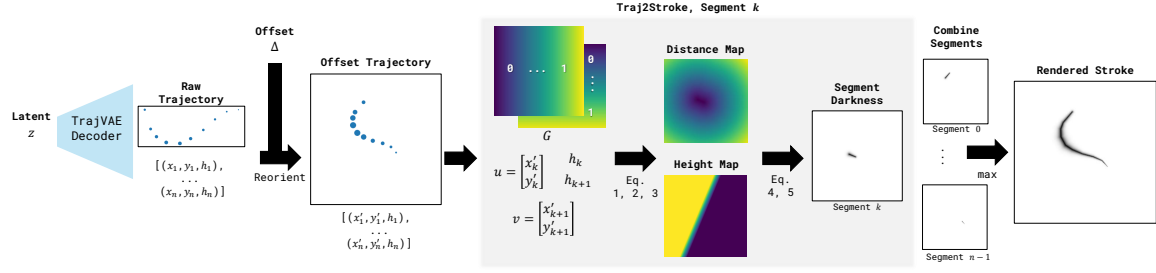 Traj2Stroke, Segment k
Offset
Δ
Combine
Segments
Distance Map
Raw
Trajectory
Offset Trajectory
Rendered Stroke
0 ... 1
0
⋮
1
Segment
Darkness
Latent
z
TrajVAE
Decoder
G
Segment 0
⋮
[(x₁, y₁, h₁),
...
(xₙ, yₙ, hₙ)]
Reorient
u = [x′ₖ
y′ₖ]
hₖ
hₖ₊₁
Height Map
Eq.
1, 2, 3
Eq.
4, 5
max
Segment k
v = [x′ₖ₊₁
y′ₖ₊₁]
[(x′₁, y′₁, h₁),
...
(x′ₙ, y′ₙ, hₙ)]
Segment n−1